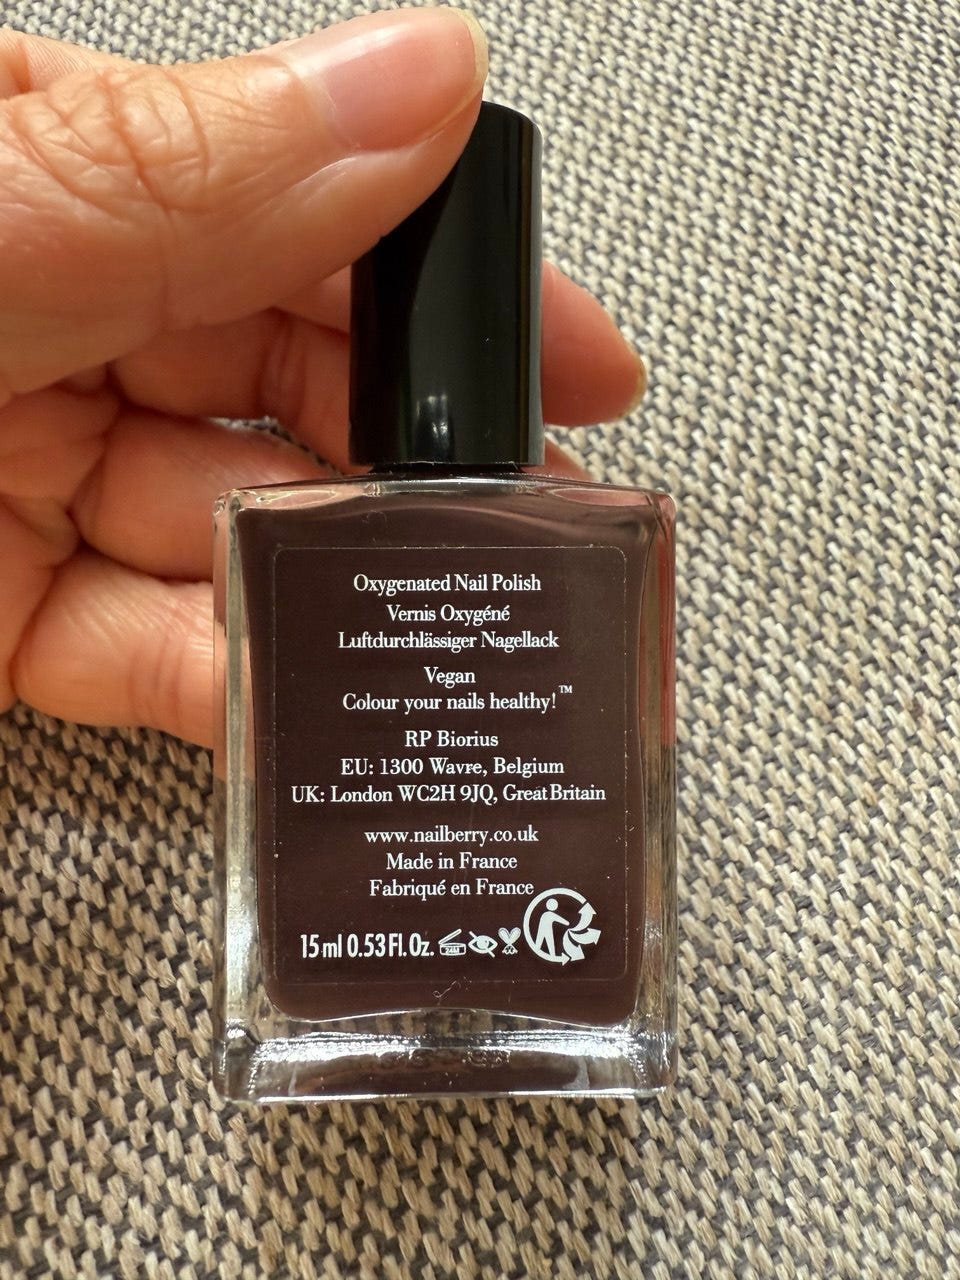 Oxygenated Nail Polish
Vernis Oxygéné
Luftdurchlässiger Nagellack
Vegan
Colour your nails healthy!™
RP Biorius
EU: 1300 Wavre, Belgium
UK: London WC2H 9JQ, Great Britain
www.nailberry.co.uk
Made in France
Fabriqué en France
15 ml 0.53 Fl. Oz. 24M